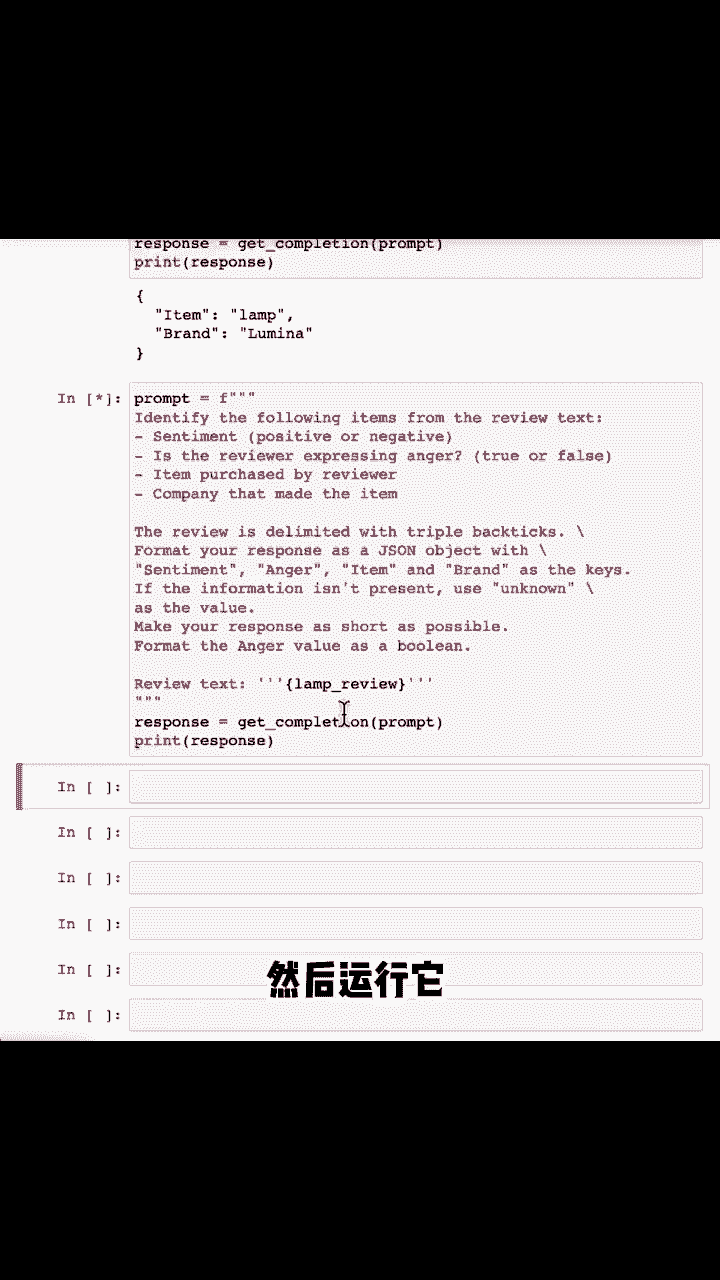 response = get_completion(prompt)
print(response)
{
"Item": "lamp",
"Brand": "Lumina"
}
In [*]: prompt = f"""
Identify the following items from the review text:
- Sentiment (positive or negative)
- Is the reviewer expressing anger? (true or false)
- Item purchased by reviewer
- Company that made the item
The review is delimited with triple backticks. \
Format your response as a JSON object with \
"Sentiment", "Anger", "Item" and "Brand" as the keys.
If the information isn't present, use "unknown" \
as the value.
Make your response as short as possible.
Format the Anger value as a boolean.
Review text: '''{lamp_review}'''
"""
response = get_completion(prompt)
print(response)
In [ ]:
In [ ]:
In [ ]:
In [ ]:
In [ ]:
然后运行它
In [ ]: